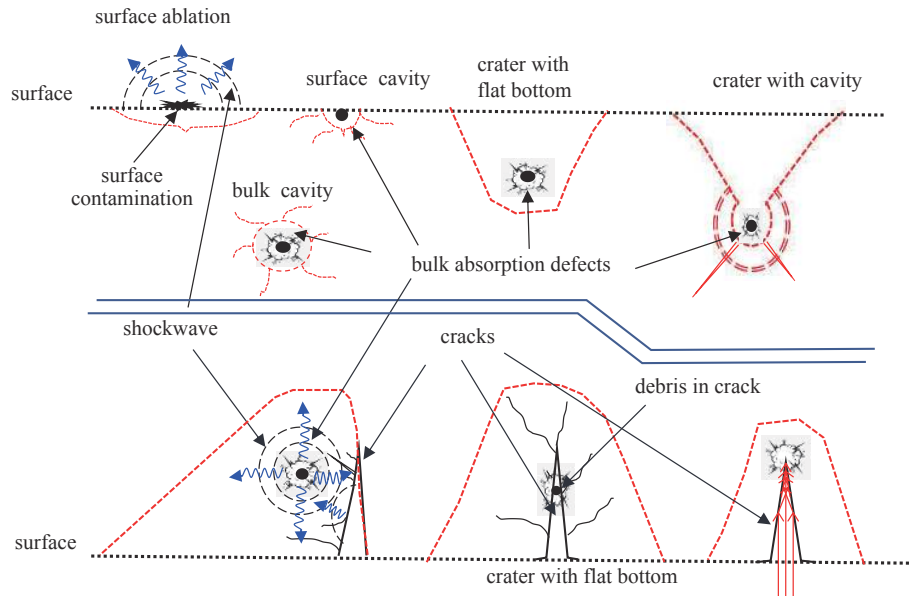 surface ablation
surface cavity
crater with
flat bottom
crater with cavity
surface
surface
contamination
bulk cavity
bulk absorption defects
shockwave
cracks
debris in crack
surface
crater with flat bottom